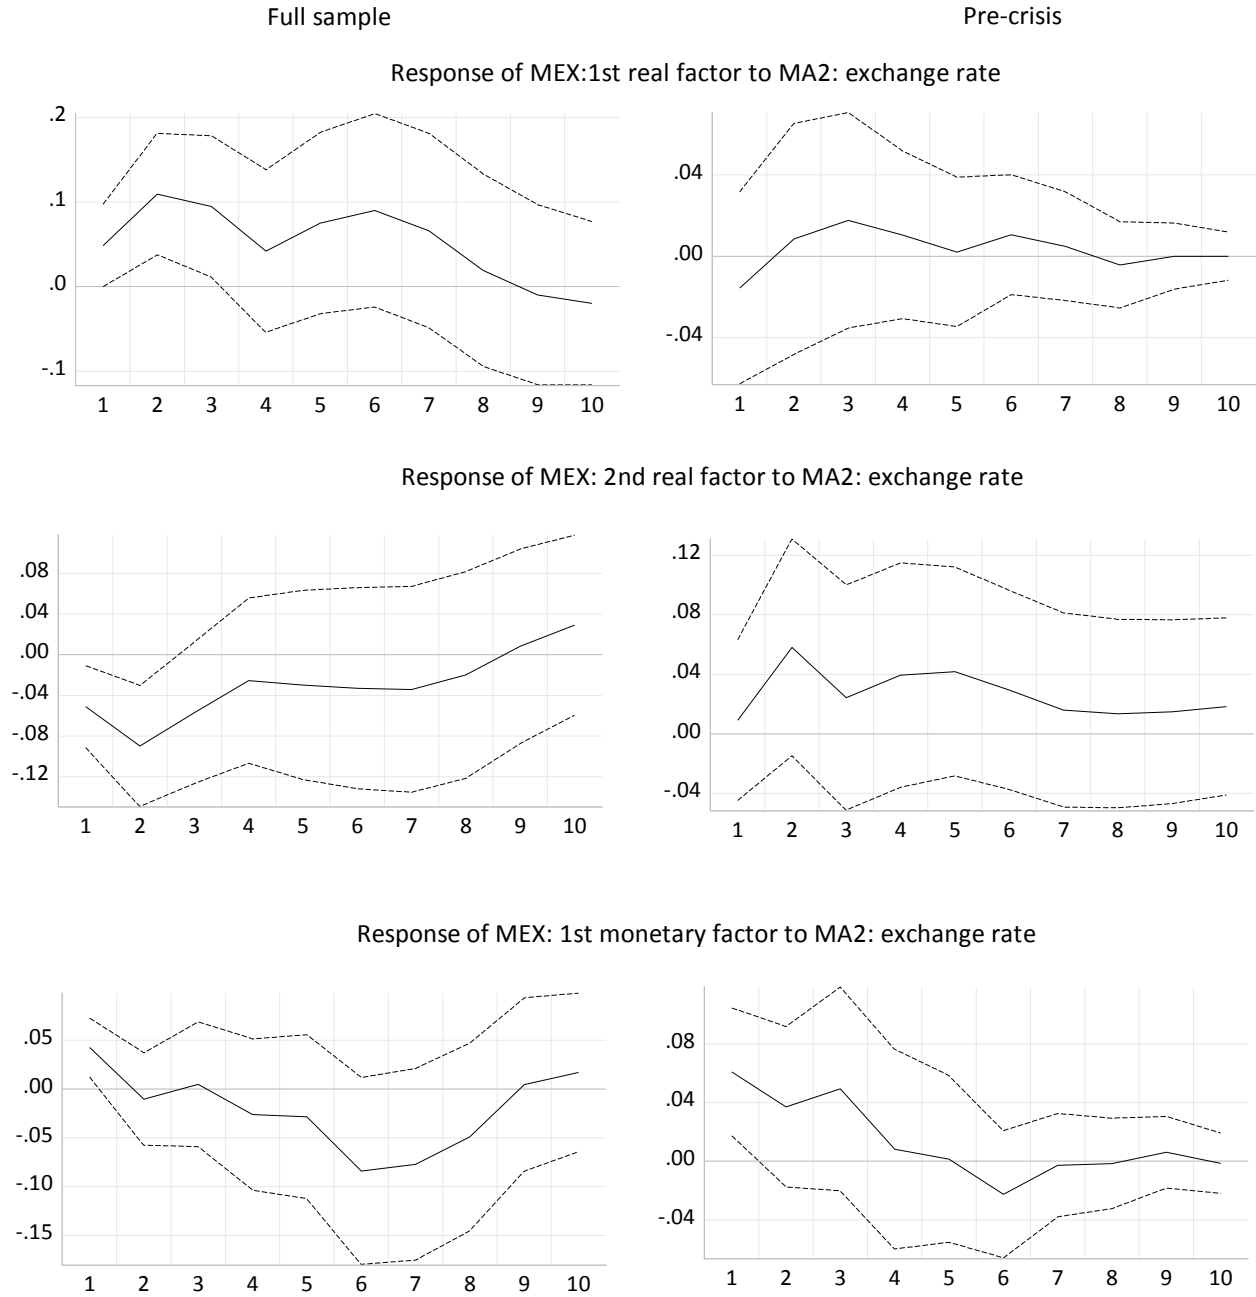 Full sample Pre-crisis
Response of MEX:1st real factor to MA2: exchange rate
.2
.1
.0
-.1
1 2 3 4 5 6 7 8 9 10
.04
.00
-.04
1 2 3 4 5 6 7 8 9 10
Response of MEX: 2nd real factor to MA2: exchange rate
.08
.04
.00
-.04
-.08
-.12
1 2 3 4 5 6 7 8 9 10
.12
.08
.04
.00
-.04
1 2 3 4 5 6 7 8 9 10
Response of MEX: 1st monetary factor to MA2: exchange rate
.05
.00
-.05
-.10
-.15
1 2 3 4 5 6 7 8 9 10
.08
.04
.00
-.04
1 2 3 4 5 6 7 8 9 10